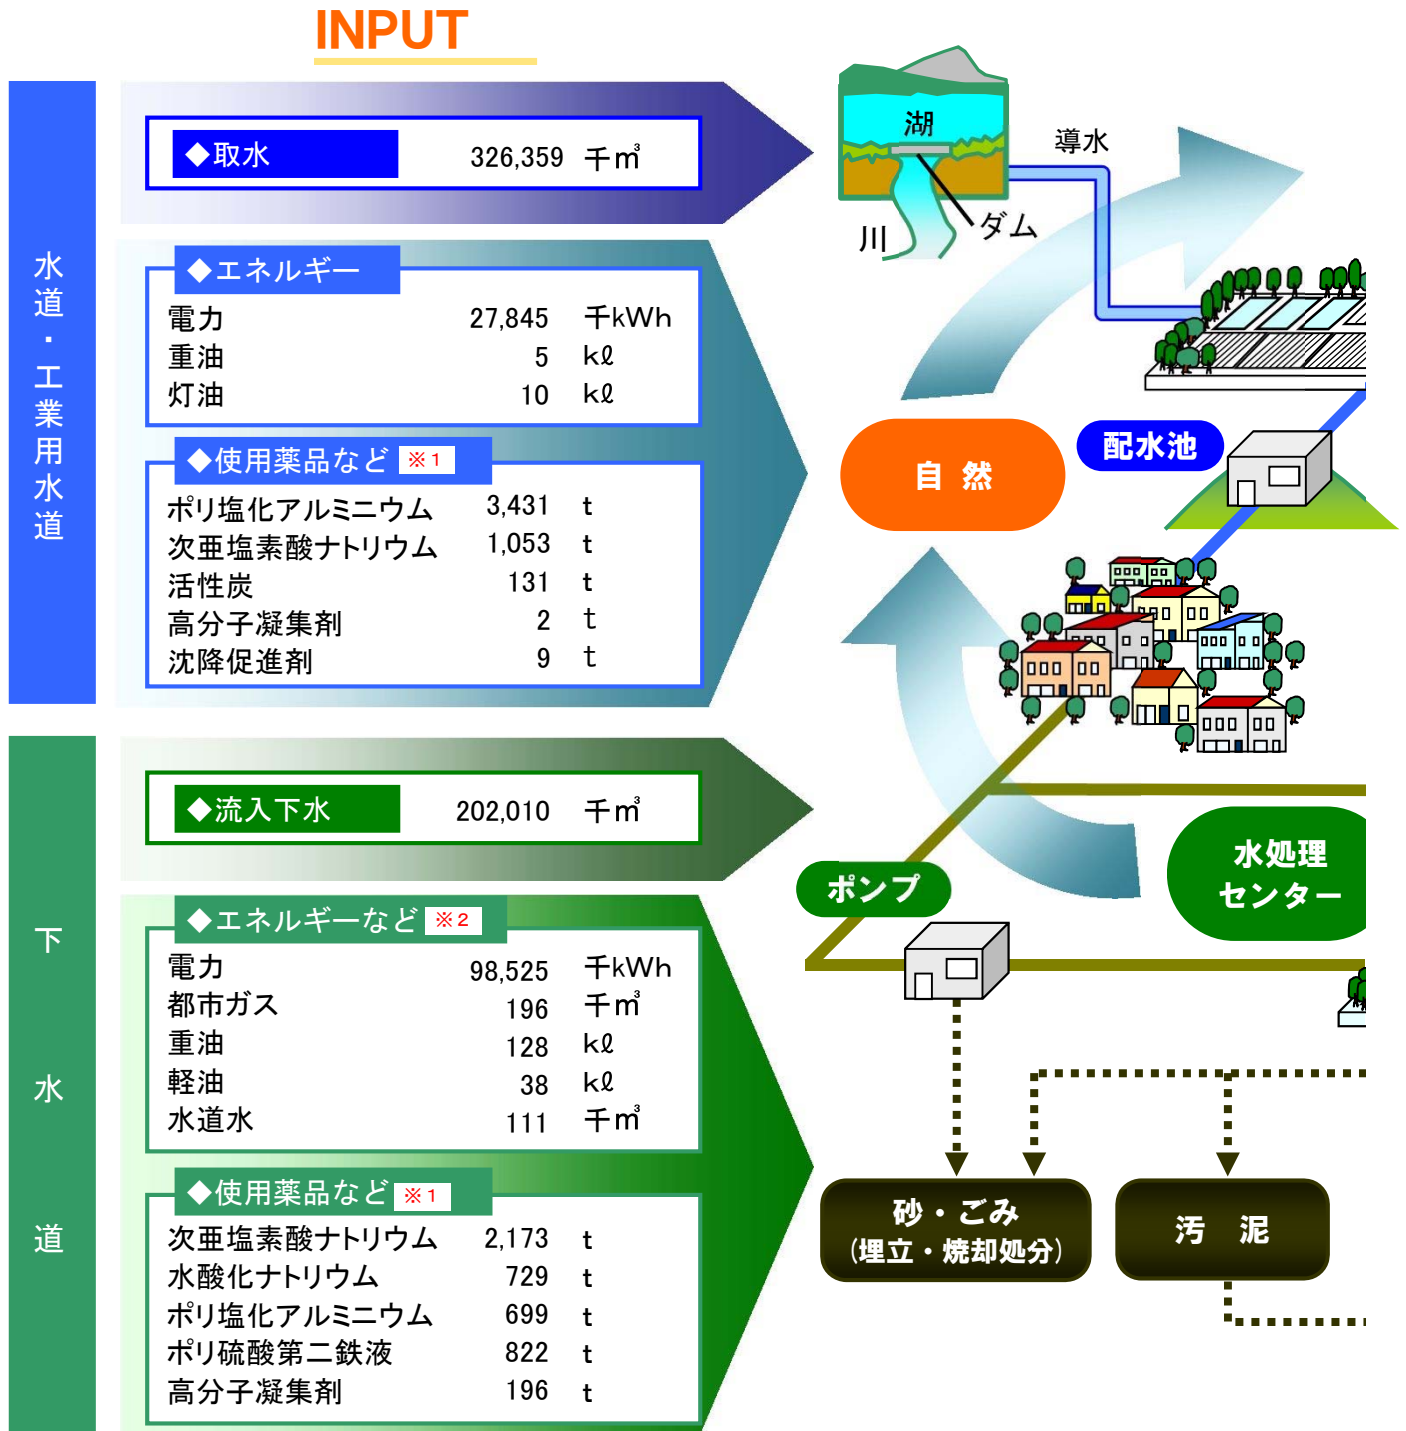 INPUT
水道・工業用水道
◆取水 326,359 千㎥
◆エネルギー
電力 27,845 千kWh
重油 5 kℓ
灯油 10 kℓ
◆使用薬品など ※1
ポリ塩化アルミニウム 3,431 t
次亜塩素酸ナトリウム 1,053 t
活性炭 131 t
高分子凝集剤 2 t
沈降促進剤 9 t
湖
導水
ダム
川
自 然
配水池
下水道
◆流入下水 202,010 千㎥
◆エネルギーなど ※2
電力 98,525 千kWh
都市ガス 196 千㎥
重油 128 kℓ
軽油 38 kℓ
水道水 111 千㎥
◆使用薬品など ※1
次亜塩素酸ナトリウム 2,173 t
水酸化ナトリウム 729 t
ポリ塩化アルミニウム 699 t
ポリ硫酸第二鉄液 822 t
高分子凝集剤 196 t
水処理
センター
ポンプ
砂・ごみ
(埋立・焼却処分)
汚 泥